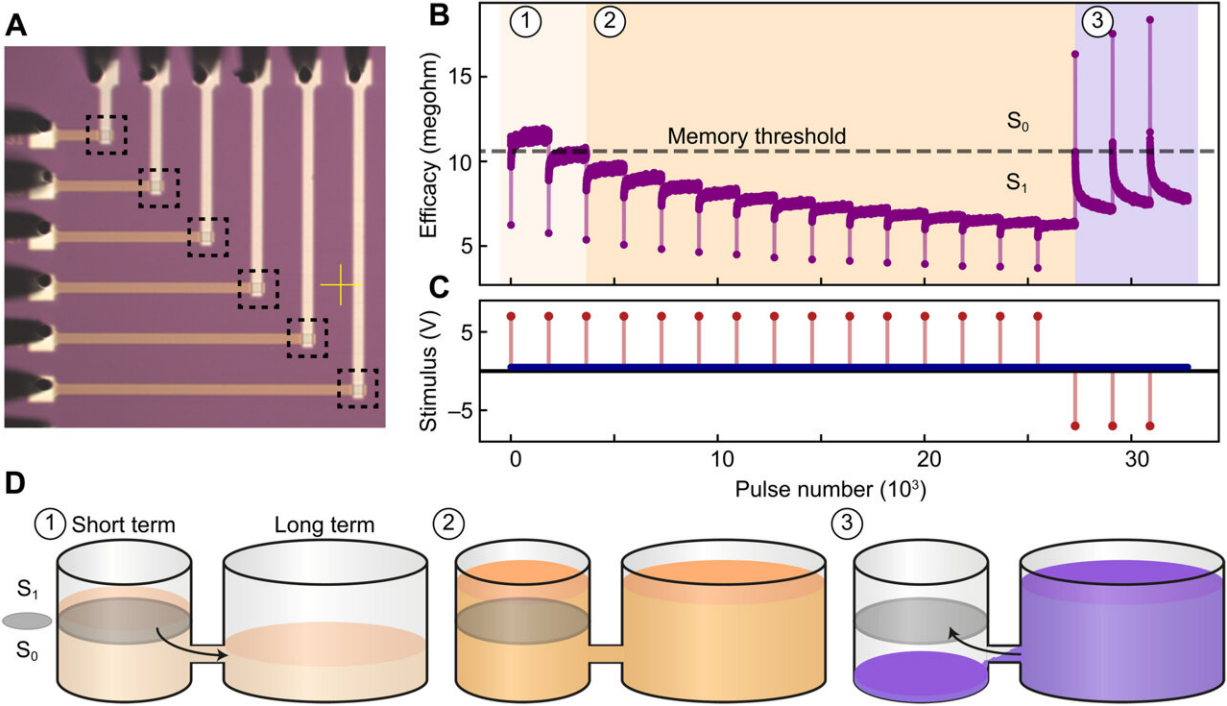 A
B
1
2
3
Efficacy (megohm)
15
10
5
Memory threshold
S0
S1
C
Stimulus (V)
5
–5
0
10
20
30
Pulse number (10³)
D
1 Short term
Long term
2
3
S1
S0